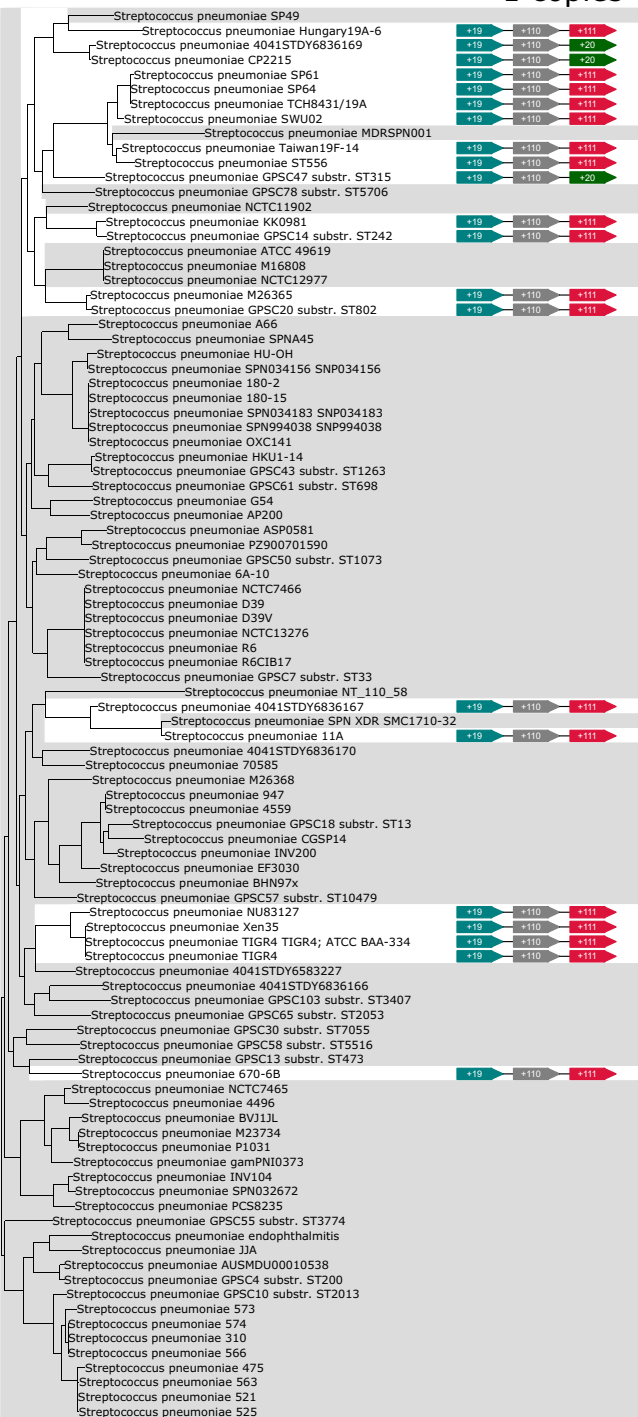 Streptococcus pneumoniae SP49
Streptococcus pneumoniae Hungary19A-6 +19 +110 +111
Streptococcus pneumoniae 4041STDY6836169 +19 +110 +20
Streptococcus pneumoniae CP2215 +19 +110 +20
Streptococcus pneumoniae SP61 +19 +110 +111
Streptococcus pneumoniae SP64 +19 +110 +111
Streptococcus pneumoniae TCH8431/19A +19 +110 +111
Streptococcus pneumoniae SWU02 +19 +110 +111
Streptococcus pneumoniae MDRSPN001
Streptococcus pneumoniae Taiwan19F-14 +19 +110 +111
Streptococcus pneumoniae ST556 +19 +110 +111
Streptococcus pneumoniae GPSC47 substr. ST315 +19 +110 +20
Streptococcus pneumoniae GPSC78 substr. ST5706
Streptococcus pneumoniae NCTC11902
Streptococcus pneumoniae KK0981 +19 +110 +111
Streptococcus pneumoniae GPSC14 substr. ST242 +19 +110 +111
Streptococcus pneumoniae ATCC 49619
Streptococcus pneumoniae M16808
Streptococcus pneumoniae NCTC12977
Streptococcus pneumoniae M26365 +19 +110 +111
Streptococcus pneumoniae GPSC20 substr. ST802 +19 +110 +111
Streptococcus pneumoniae A66
Streptococcus pneumoniae SPNA45
Streptococcus pneumoniae HU-OH
Streptococcus pneumoniae SPN034156 SNP034156
Streptococcus pneumoniae 180-2
Streptococcus pneumoniae 180-15
Streptococcus pneumoniae SPN034183 SNP034183
Streptococcus pneumoniae SPN994038 SNP994038
Streptococcus pneumoniae OXC141
Streptococcus pneumoniae HKU1-14
Streptococcus pneumoniae GPSC43 substr. ST1263
Streptococcus pneumoniae GPSC61 substr. ST698
Streptococcus pneumoniae G54
Streptococcus pneumoniae AP200
Streptococcus pneumoniae ASP0581
Streptococcus pneumoniae PZ900701590
Streptococcus pneumoniae GPSC50 substr. ST1073
Streptococcus pneumoniae 6A-10
Streptococcus pneumoniae NCTC7466
Streptococcus pneumoniae D39
Streptococcus pneumoniae D39V
Streptococcus pneumoniae NCTC13276
Streptococcus pneumoniae R6
Streptococcus pneumoniae R6CIB17
Streptococcus pneumoniae GPSC7 substr. ST33
Streptococcus pneumoniae NT_110_58
Streptococcus pneumoniae 4041STDY6836167 +19 +110 +111
Streptococcus pneumoniae SPN XDR SMC1710-32
Streptococcus pneumoniae 11A +19 +110 +111
Streptococcus pneumoniae 4041STDY6836170
Streptococcus pneumoniae 70585
Streptococcus pneumoniae M26368
Streptococcus pneumoniae 947
Streptococcus pneumoniae 4559
Streptococcus pneumoniae GPSC18 substr. ST13
Streptococcus pneumoniae CGSP14
Streptococcus pneumoniae INV200
Streptococcus pneumoniae EF3030
Streptococcus pneumoniae BHN97x
Streptococcus pneumoniae GPSC57 substr. ST10479
Streptococcus pneumoniae NU83127 +19 +110 +111
Streptococcus pneumoniae Xen35 +19 +110 +111
Streptococcus pneumoniae TIGR4 TIGR4; ATCC BAA-334 +19 +110 +111
Streptococcus pneumoniae TIGR4 +19 +110 +111
Streptococcus pneumoniae 4041STDY6583227
Streptococcus pneumoniae 4041STDY6836166
Streptococcus pneumoniae GPSC103 substr. ST3407
Streptococcus pneumoniae GPSC65 substr. ST2053
Streptococcus pneumoniae GPSC30 substr. ST7055
Streptococcus pneumoniae GPSC58 substr. ST5516
Streptococcus pneumoniae GPSC13 substr. ST473
Streptococcus pneumoniae 670-6B +19 +110 +111
Streptococcus pneumoniae NCTC7465
Streptococcus pneumoniae 4496
Streptococcus pneumoniae BVJ1JL
Streptococcus pneumoniae M23734
Streptococcus pneumoniae P1031
Streptococcus pneumoniae gamPNI0373
Streptococcus pneumoniae INV104
Streptococcus pneumoniae SPN032672
Streptococcus pneumoniae PCS8235
Streptococcus pneumoniae GPSC55 substr. ST3774
Streptococcus pneumoniae endophthalmitis
Streptococcus pneumoniae JJA
Streptococcus pneumoniae AUSMDU00010538
Streptococcus pneumoniae GPSC4 substr. ST200
Streptococcus pneumoniae GPSC10 substr. ST2013
Streptococcus pneumoniae 573
Streptococcus pneumoniae 574
Streptococcus pneumoniae 310
Streptococcus pneumoniae 566
Streptococcus pneumoniae 475
Streptococcus pneumoniae 563
Streptococcus pneumoniae 521
Streptococcus pneumoniae 525